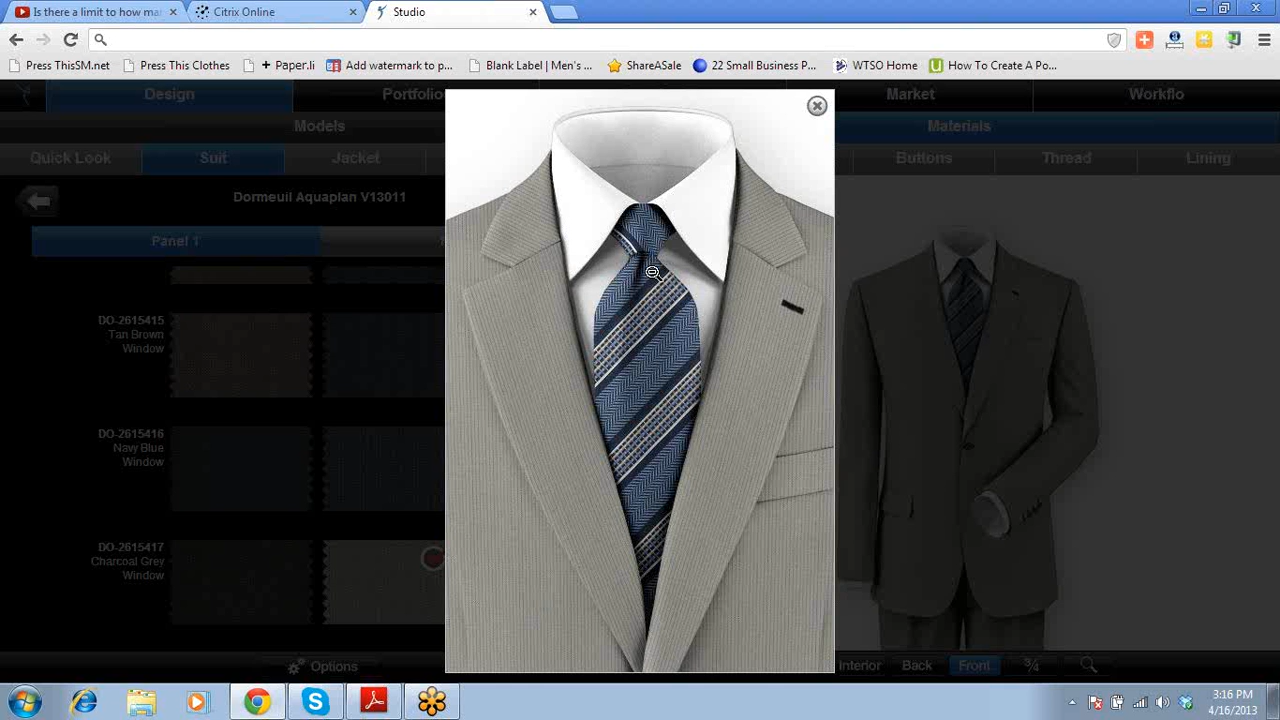 Is there a limit to how ma
Citrix Online
Studio
Press ThisSM.net
Press This Clothes
+ Paper.li
Add watermark to p...
Blank Label | Men's ...
ShareASale
22 Small Business P...
WTSO Home
How To Create A Po...
Design
Portfolio
Market
Workflo
Models
Materials
Quick Look
Suit
Jacket
Buttons
Thread
Lining
Dormeuil Aquaplan V13011
Panel 1
DO-2615415
Tan Brown
Window
DO-2615416
Navy Blue
Window
DO-2615417
Charcoal Grey
Window
Options
Interior
Back
Front
¾
3:16 PM
4/16/2013